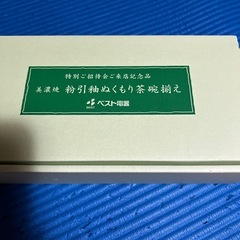 特別ご招待会ご来店記念品
美濃焼 粉引釉ぬくもり茶碗揃え
BEST ベスト電器